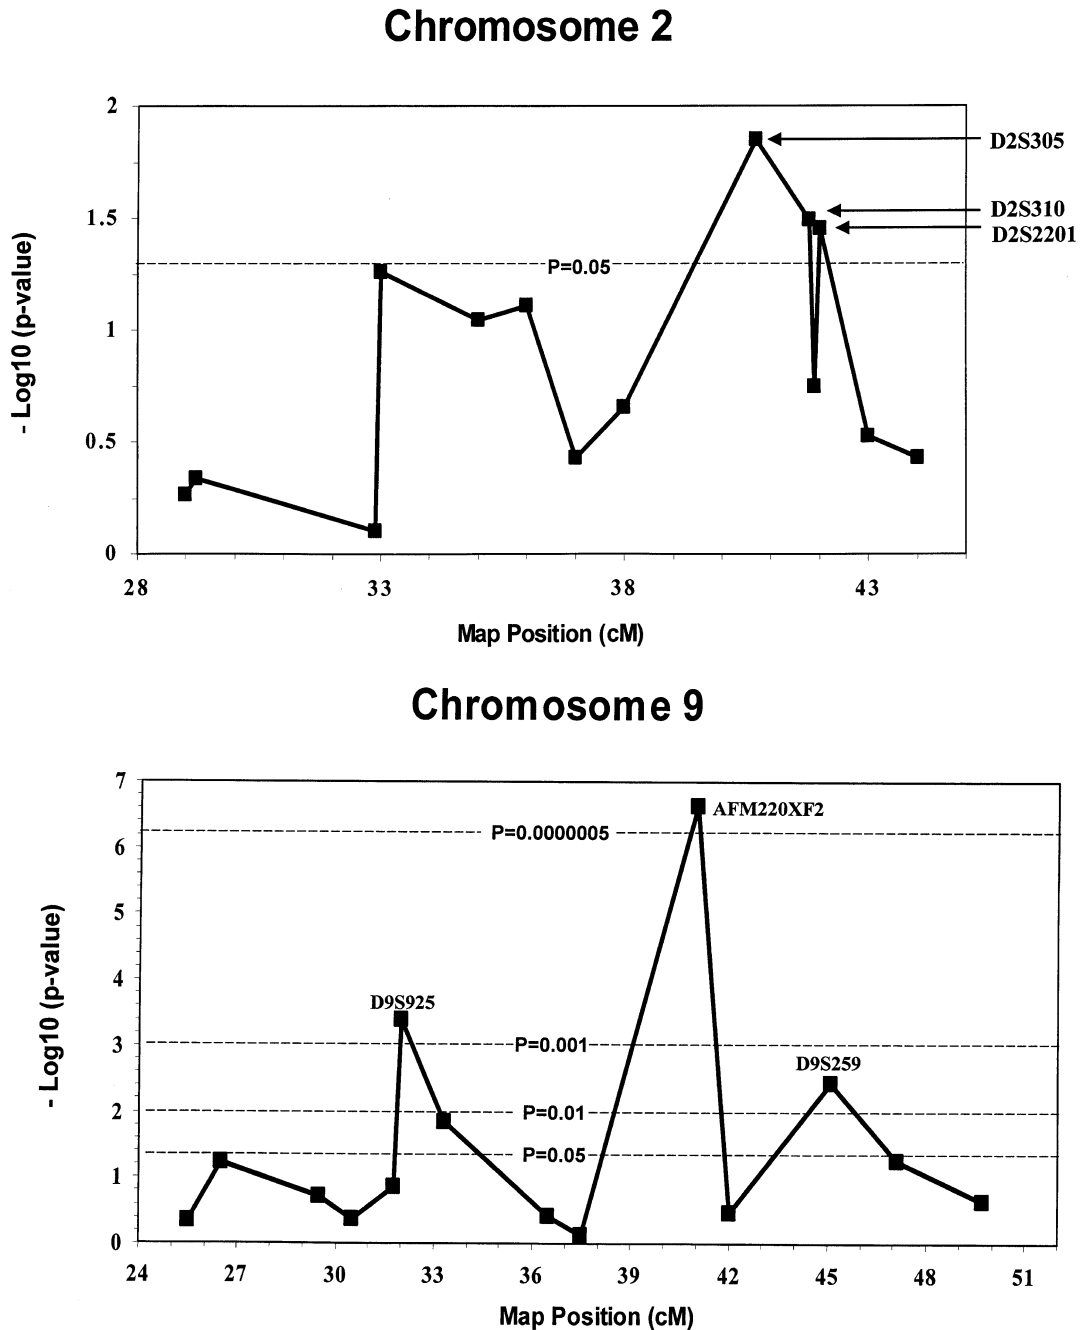 Chromosome 2
2
D2S305
1.5
D2S310
D2S2201
P=0.05
- Log10 (p-value)
1
0.5
0
28 33 38 43
Map Position (cM)
Chromosome 9
7
AFM220XF2
P=0.0000005
6
5
- Log10 (p-value)
4
D9S925
3
P=0.001
D9S259
2
P=0.01
P=0.05
1
0
24 27 30 33 36 39 42 45 48 51
Map Position (cM)